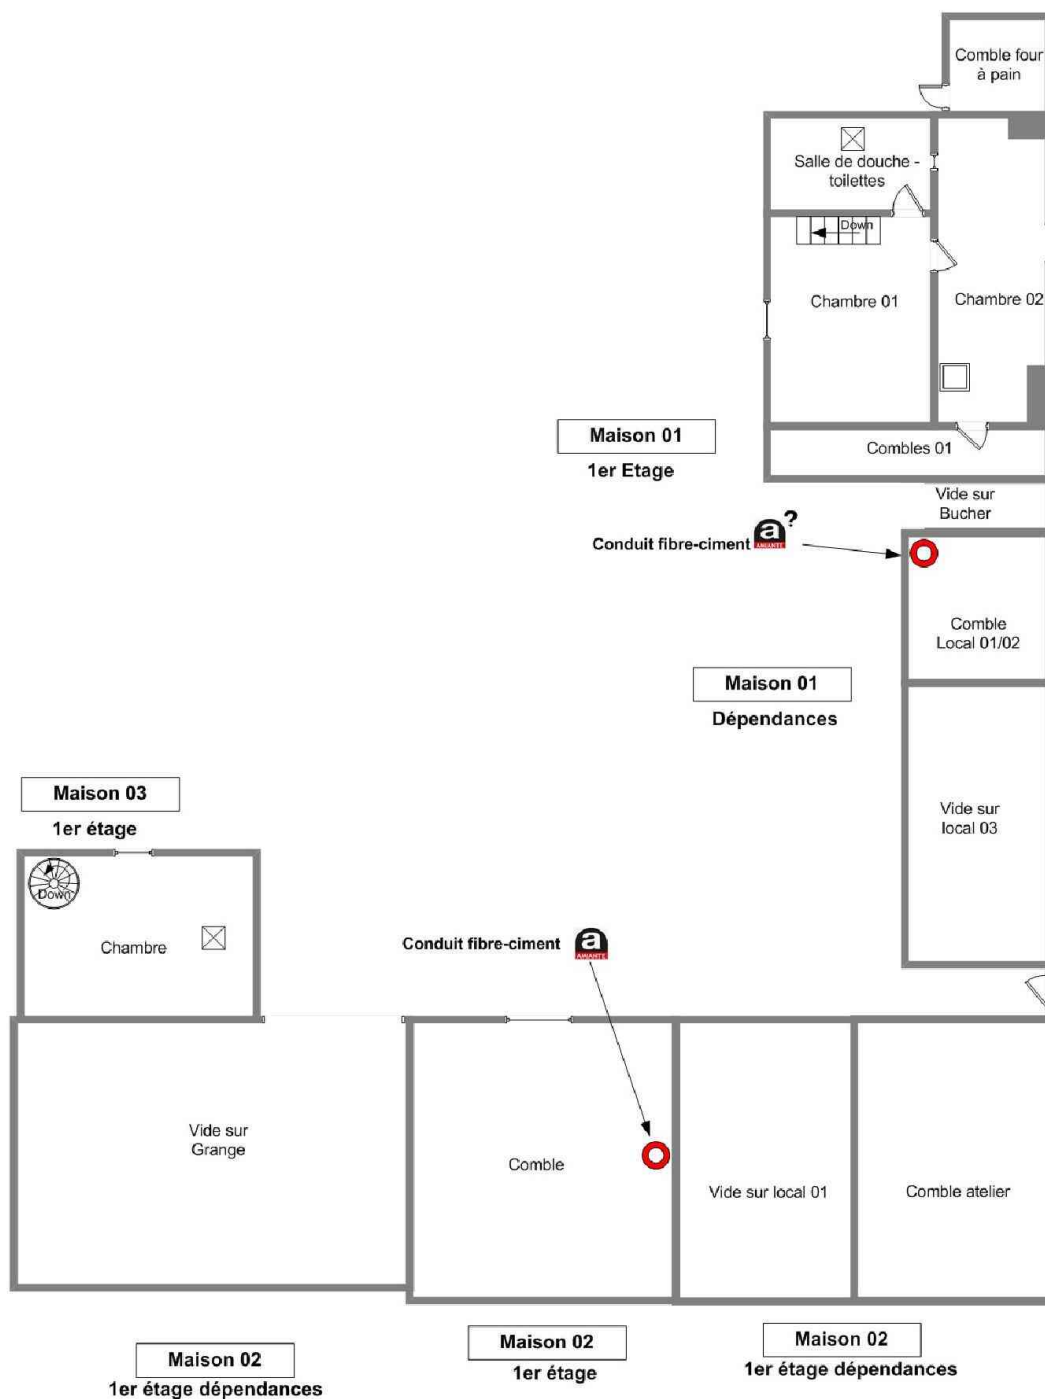 Comble four
à pain
Salle de douche -
toilettes
Down
Chambre 01
Chambre 02
Maison 01
1er Etage
Combles 01
Vide sur
Bucher
Conduit fibre-ciment
a
?
AMIANTE
Comble
Local 01/02
Maison 01
Dépendances
Vide sur
local 03
Maison 03
1er étage
Down
Chambre
Conduit fibre-ciment
a
AMIANTE
Vide sur
Grange
Comble
Vide sur local 01
Comble atelier
Maison 02
1er étage dépendances
Maison 02
1er étage
Maison 02
1er étage dépendances